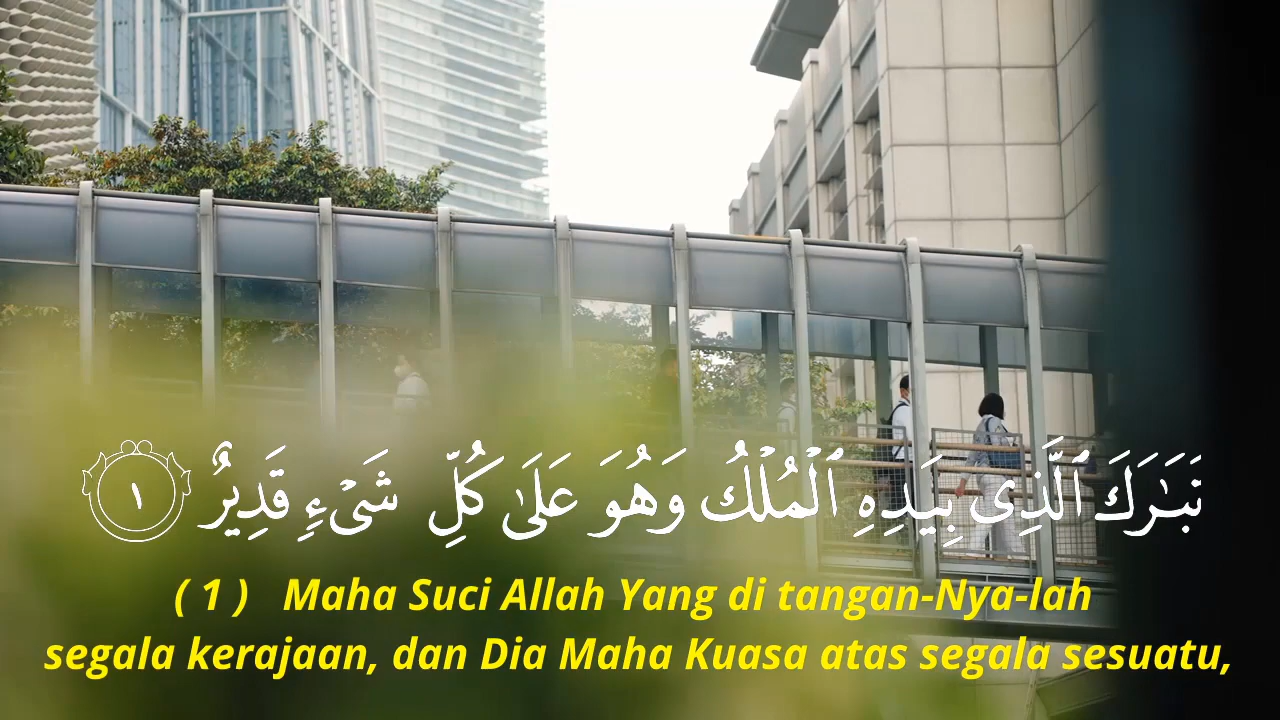 تَبَـٰرَكَ ٱلَّذِى بِيَدِهِ ٱلْمُلْكُ وَهُوَ عَلَىٰ كُلِّ شَىْءٍ قَدِيرٌ ١
( 1 ) Maha Suci Allah Yang di tangan-Nya-lah
segala kerajaan, dan Dia Maha Kuasa atas segala sesuatu,